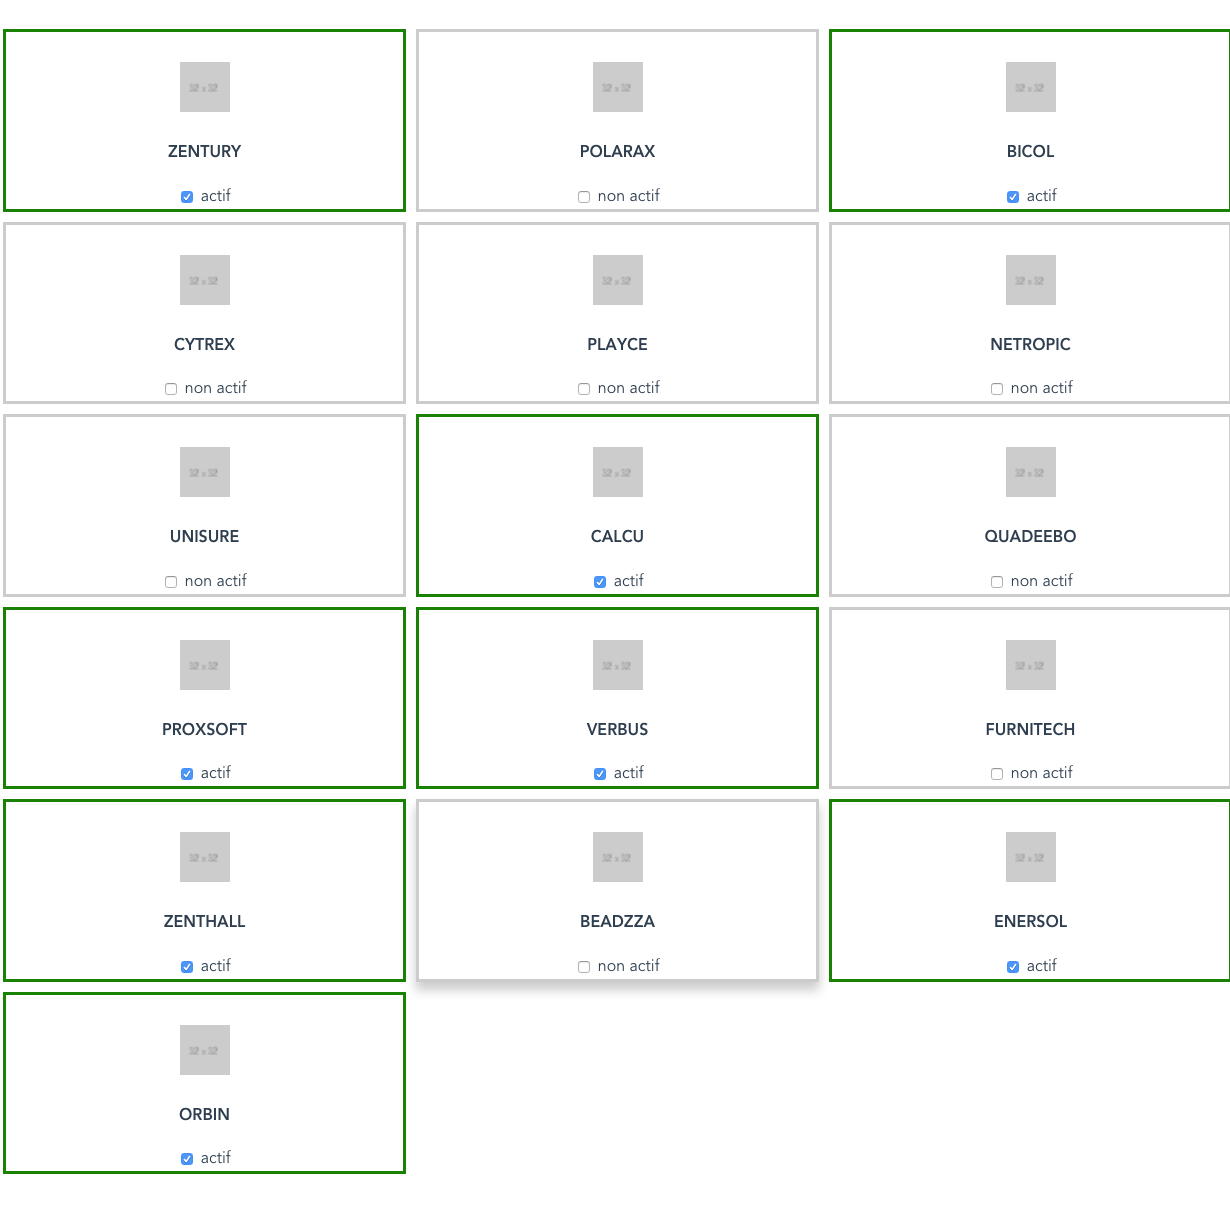 32 x 32
32 x 32
32 x 32
ZENTURY
POLARAX
BICOL
actif
non actif
actif
32 x 32
32 x 32
32 x 32
CYTREX
PLAYCE
NETROPIC
non actif
non actif
non actif
32 x 32
32 x 32
32 x 32
UNISURE
CALCU
QUADEEBO
non actif
actif
non actif
32 x 32
32 x 32
32 x 32
PROXSOFT
VERBUS
FURNITECH
actif
actif
non actif
32 x 32
32 x 32
32 x 32
ZENTHALL
BEADZZA
ENERSOL
actif
non actif
actif
32 x 32
ORBIN
actif